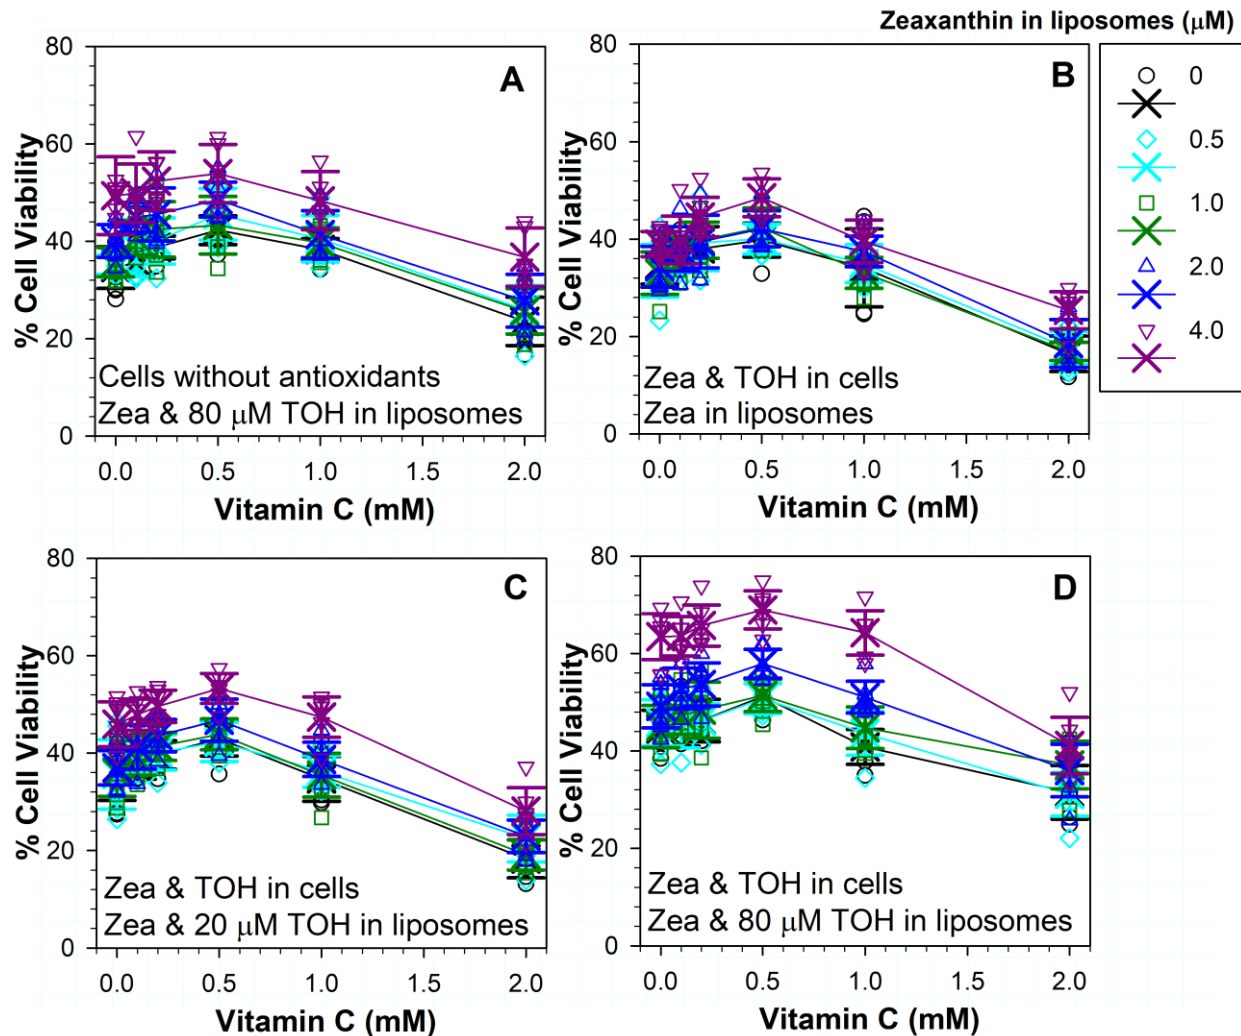 Zeaxanthin in liposomes (μM)
0
0.5
1.0
2.0
4.0
A
% Cell Viability
80
60
40
20
0
Cells without antioxidants
Zea & 80 μM TOH in liposomes
0.0 0.5 1.0 1.5 2.0
Vitamin C (mM)
B
% Cell Viability
80
60
40
20
0
Zea & TOH in cells
Zea in liposomes
0.0 0.5 1.0 1.5 2.0
Vitamin C (mM)
C
% Cell Viability
80
60
40
20
0
Zea & TOH in cells
Zea & 20 μM TOH in liposomes
0.0 0.5 1.0 1.5 2.0
Vitamin C (mM)
D
% Cell Viability
80
60
40
20
0
Zea & TOH in cells
Zea & 80 μM TOH in liposomes
0.0 0.5 1.0 1.5 2.0
Vitamin C (mM)